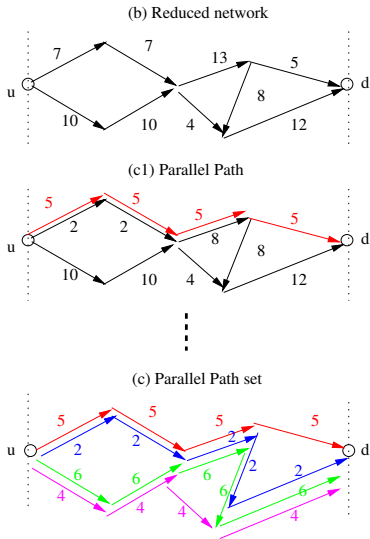 (b) Reduced network
7 7 13 5
u d
8
10 10 4 12
(c1) Parallel Path
5 5 5 5
2 2 8
u d
8
10 10 4 12
(c) Parallel Path set
5 5 5 5
2 2 2
u d
2 2
6 6 6 6 6
4 4 4 4